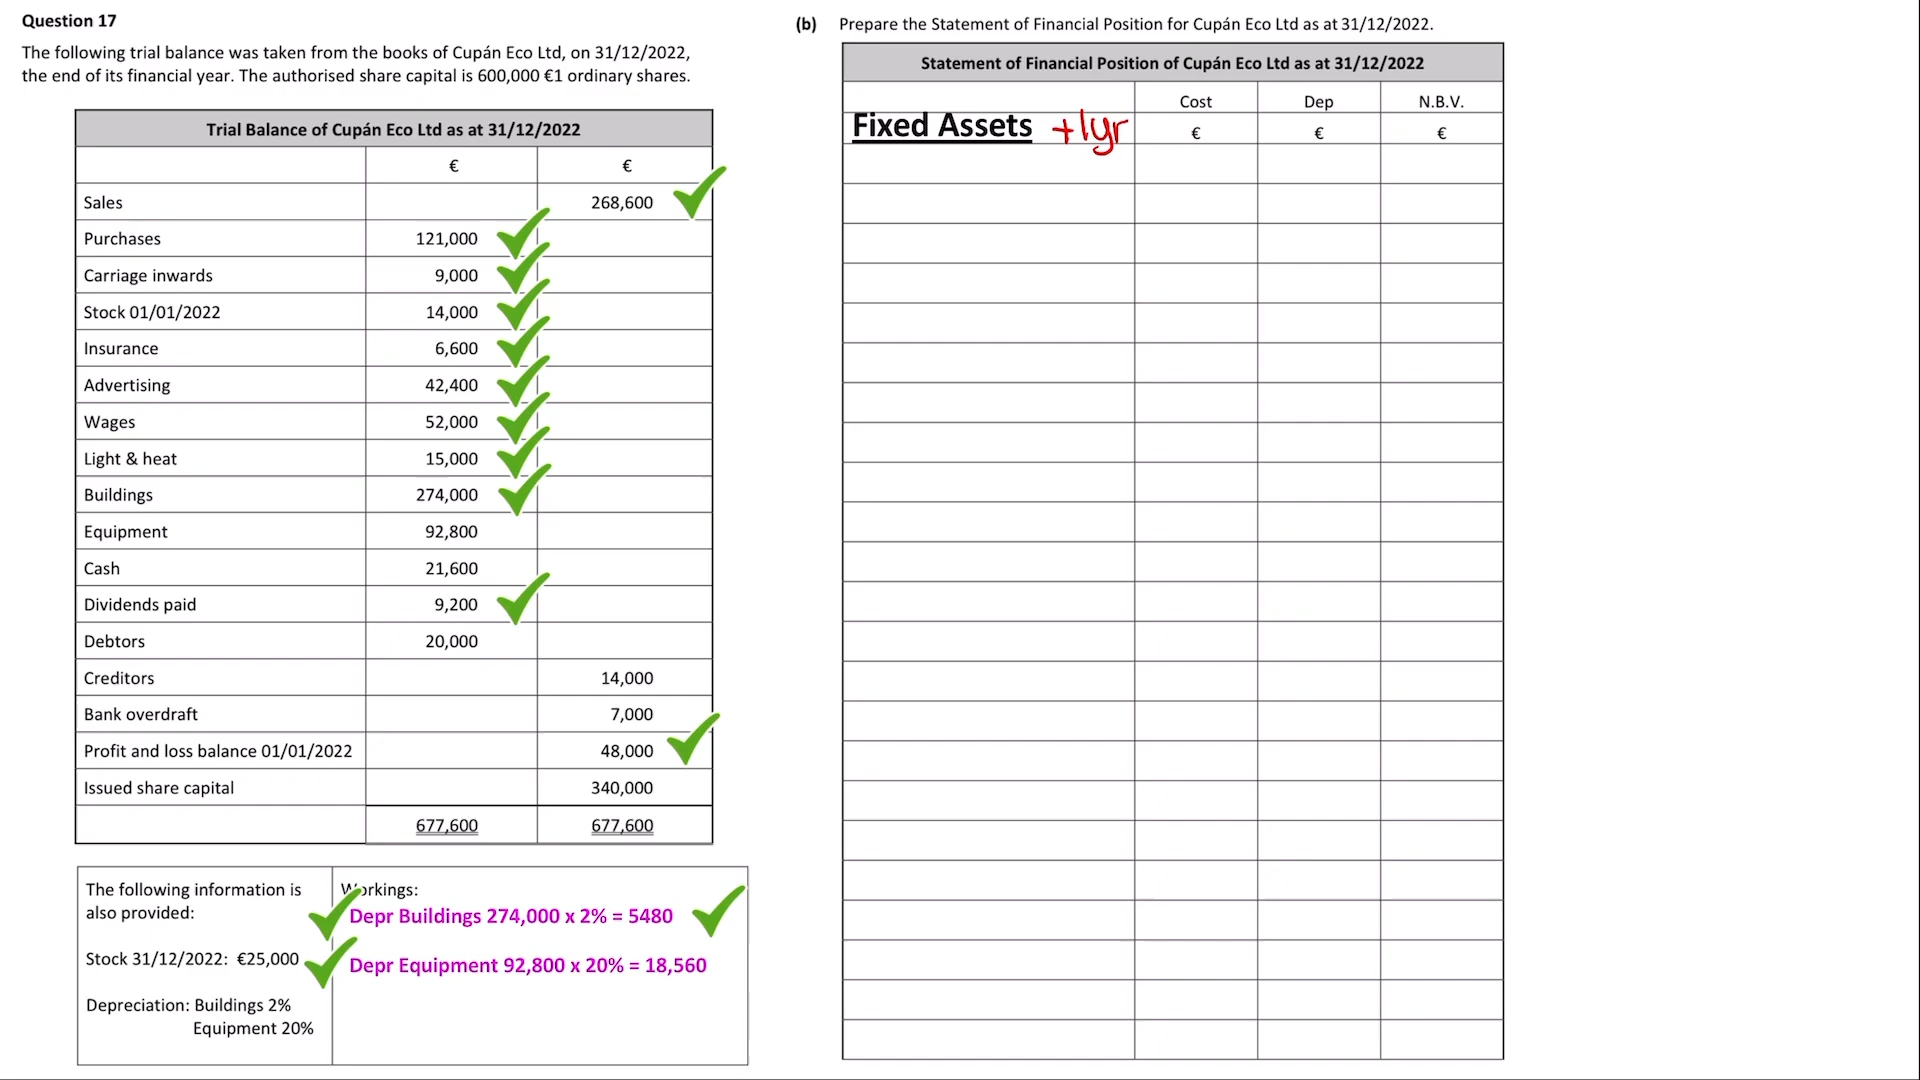 Question 17
The following trial balance was taken from the books of Cupán Eco Ltd, on 31/12/2022,
the end of its financial year. The authorised share capital is 600,000 €1 ordinary shares.
Trial Balance of Cupán Eco Ltd as at 31/12/2022
€ €
Sales 268,600
Purchases 121,000
Carriage inwards 9,000
Stock 01/01/2022 14,000
Insurance 6,600
Advertising 42,400
Wages 52,000
Light & heat 15,000
Buildings 274,000
Equipment 92,800
Cash 21,600
Dividends paid 9,200
Debtors 20,000
Creditors 14,000
Bank overdraft 7,000
Profit and loss balance 01/01/2022 48,000
Issued share capital 340,000
677,600 677,600
The following information is
also provided:
Stock 31/12/2022: €25,000
Depreciation: Buildings 2%
Equipment 20%
Workings:
Depr Buildings 274,000 x 2% = 5480
Depr Equipment 92,800 x 20% = 18,560
(b) Prepare the Statement of Financial Position for Cupán Eco Ltd as at 31/12/2022.
Statement of Financial Position of Cupán Eco Ltd as at 31/12/2022
Cost Dep N.B.V.
Fixed Assets +1yr € € €